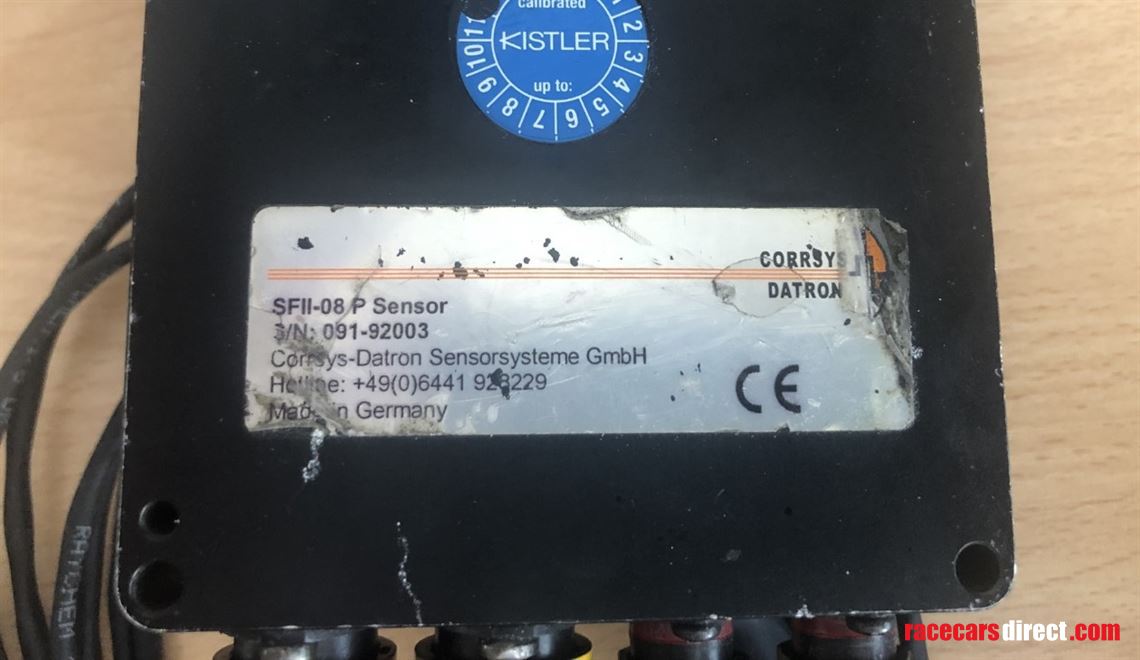 calibrated
KISTLER
up to:
1 2 3 4 5 6 7 8 9 10 11
CORRSYS
DATRON
SFII-08 P Sensor
S/N: 091-92003
Corrsys-Datron Sensorsysteme GmbH
Hotline: +49(0)6441 928229
Made in Germany
CE
RAYCHEM
racecarsdirect.com